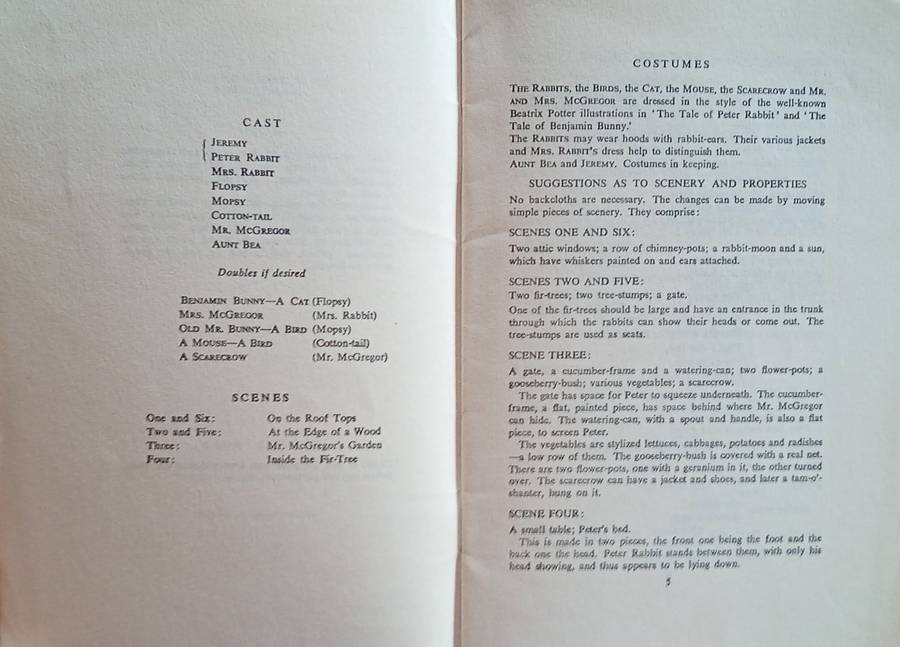 CAST
JEREMY
PETER RABBIT
MRS. RABBIT
FLOPSY
MOPSY
COTTON-TAIL
MR. MCGREGOR
AUNT BEA
Doubles if desired
BENJAMIN BUNNY—A CAT (Flopsy)
MRS. MCGREGOR (Mrs. Rabbit)
OLD MR. BUNNY—A BIRD (Mopsy)
A MOUSE—A BIRD (Cotton-tail)
A SCARECROW (Mr. McGregor)
SCENES
One and Six: On the Roof Tops
Two and Five: At the Edge of a Wood
Three: Mr. McGregor's Garden
Four: Inside the Fir-Tree
COSTUMES
THE RABBITS, the BIRDS, the CAT, the MOUSE, the SCARECROW and MR.
AND MRS. MCGREGOR are dressed in the style of the well-known
Beatrix Potter illustrations in 'The Tale of Peter Rabbit' and 'The
Tale of Benjamin Bunny.'
The RABBITS may wear hoods with rabbit-ears. Their various jackets
and MRS. RABBIT'S dress help to distinguish them.
AUNT BEA and JEREMY. Costumes in keeping.
SUGGESTIONS AS TO SCENERY AND PROPERTIES
No backcloths are necessary. The changes can be made by moving
simple pieces of scenery. They comprise:
SCENES ONE AND SIX:
Two attic windows; a row of chimney-pots; a rabbit-moon and a sun,
which have whiskers painted on and ears attached.
SCENES TWO AND FIVE:
Two fir-trees; two tree-stumps; a gate.
One of the fir-trees should be large and have an entrance in the trunk
through which the rabbits can show their heads or come out. The
tree-stumps are used as seats.
SCENE THREE:
A gate, a cucumber-frame and a watering-can; two flower-pots; a
gooseberry-bush; various vegetables; a scarecrow.
The gate has space for Peter to squeeze underneath. The cucumber-
frame, a flat, painted piece, has space behind where Mr. McGregor
can hide. The watering-can, with a spout and handle, is also a flat
piece, to screen Peter.
The vegetables are stylized lettuces, cabbages, potatoes and radishes
—a low row of them. The gooseberry-bush is covered with a real net.
There are two flower-pots, one with a geranium in it, the other turned
over. The scarecrow can have a jacket and shoes, and later a tam-o'-
shanter, hung on it.
SCENE FOUR:
A small table; Peter's bed.
This is made in two pieces, the front one being the foot and the
back one the head. Peter Rabbit stands between them, with only his
head showing, and thus appears to be lying down.
5